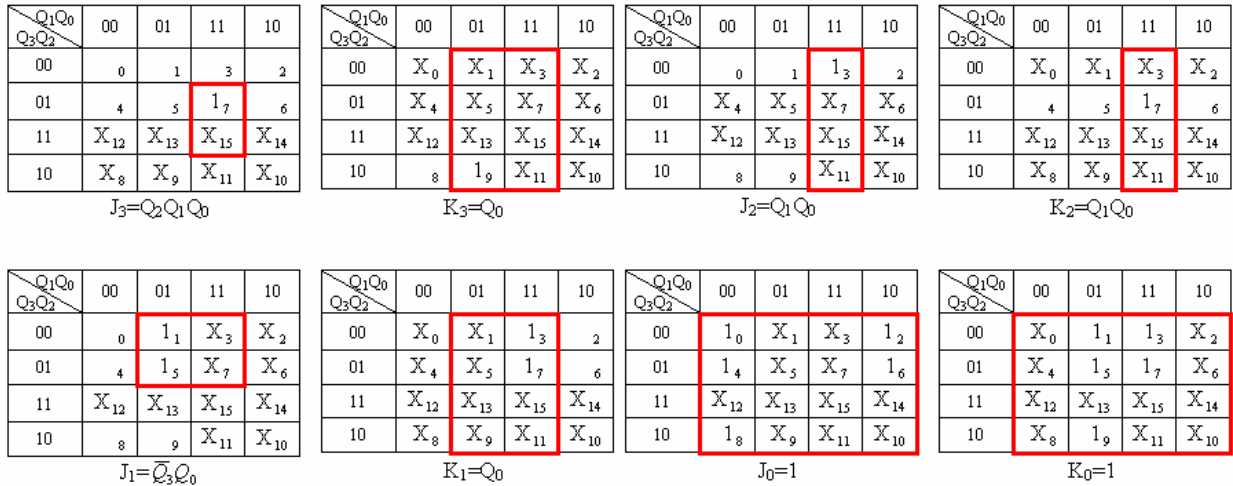 Q₁Q₀ 00 01 11 10
Q₃Q₂
00 ₀ ₁ ₃ ₂
01 ₄ ₅ 1₇ ₆
11 X₁₂ X₁₃ X₁₅ X₁₄
10 X₈ X₉ X₁₁ X₁₀
J₃=Q₂Q₁Q₀
Q₁Q₀ 00 01 11 10
Q₃Q₂
00 X₀ X₁ X₃ X₂
01 X₄ X₅ X₇ X₆
11 X₁₂ X₁₃ X₁₅ X₁₄
10 ₈ 1₉ X₁₁ X₁₀
K₃=Q₀
Q₁Q₀ 00 01 11 10
Q₃Q₂
00 ₀ ₁ 1₃ ₂
01 X₄ X₅ X₇ X₆
11 X₁₂ X₁₃ X₁₅ X₁₄
10 ₈ ₉ X₁₁ X₁₀
J₂=Q₁Q₀
Q₁Q₀ 00 01 11 10
Q₃Q₂
00 X₀ X₁ X₃ X₂
01 ₄ ₅ 1₇ ₆
11 X₁₂ X₁₃ X₁₅ X₁₄
10 X₈ X₉ X₁₁ X₁₀
K₂=Q₁Q₀
Q₁Q₀ 00 01 11 10
Q₃Q₂
00 ₀ 1₁ X₃ X₂
01 ₄ 1₅ X₇ X₆
11 X₁₂ X₁₃ X₁₅ X₁₄
10 ₈ ₉ X₁₁ X₁₀
J₁=Q̅₃Q₀
Q₁Q₀ 00 01 11 10
Q₃Q₂
00 X₀ X₁ 1₃ ₂
01 X₄ X₅ 1₇ ₆
11 X₁₂ X₁₃ X₁₅ X₁₄
10 X₈ X₉ X₁₁ X₁₀
K₁=Q₀
Q₁Q₀ 00 01 11 10
Q₃Q₂
00 1₀ X₁ X₃ 1₂
01 1₄ X₅ X₇ 1₆
11 X₁₂ X₁₃ X₁₅ X₁₄
10 1₈ X₉ X₁₁ X₁₀
J₀=1
Q₁Q₀ 00 01 11 10
Q₃Q₂
00 X₀ 1₁ 1₃ X₂
01 X₄ 1₅ 1₇ X₆
11 X₁₂ X₁₃ X₁₅ X₁₄
10 X₈ 1₉ X₁₁ X₁₀
K₀=1